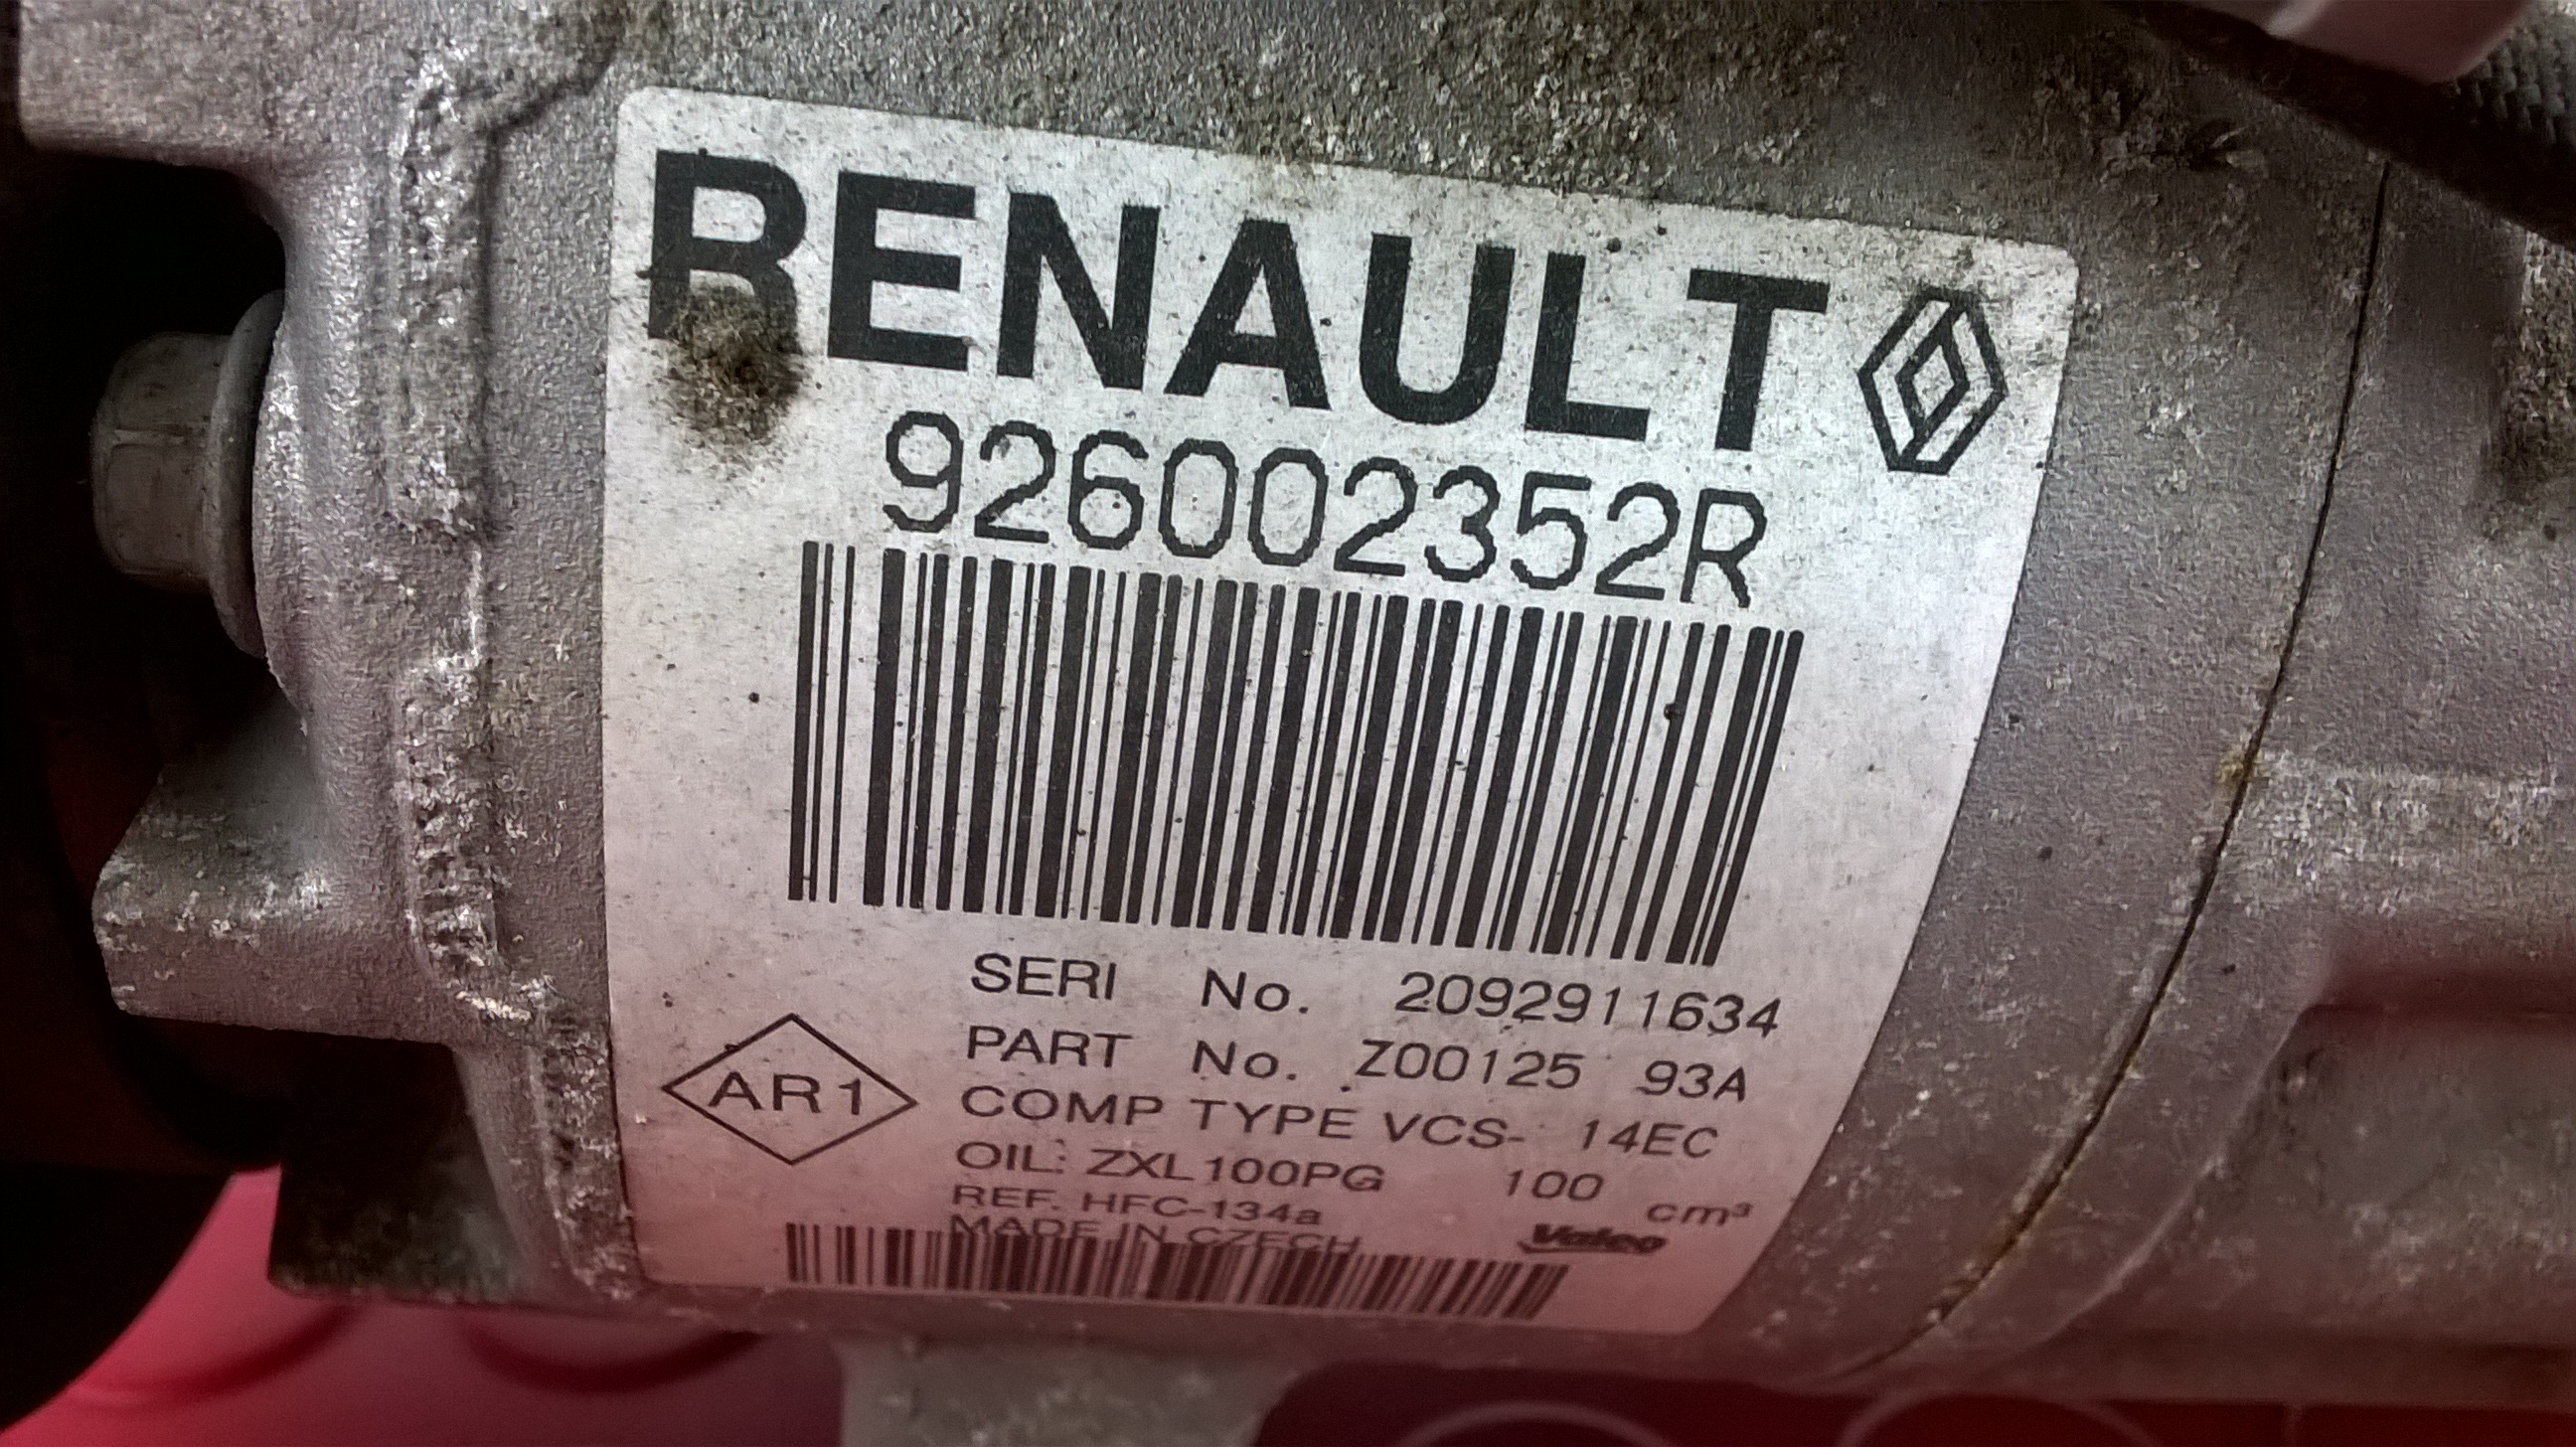 RENAULT
926002352R
SERI No. 2092911634
PART No. Z00125 93A
AR1
COMP TYPE VCS- 14EC
OIL: ZXL100PG 100 cm³
REF. HFC-134a
MADE IN CZECH
Valeo